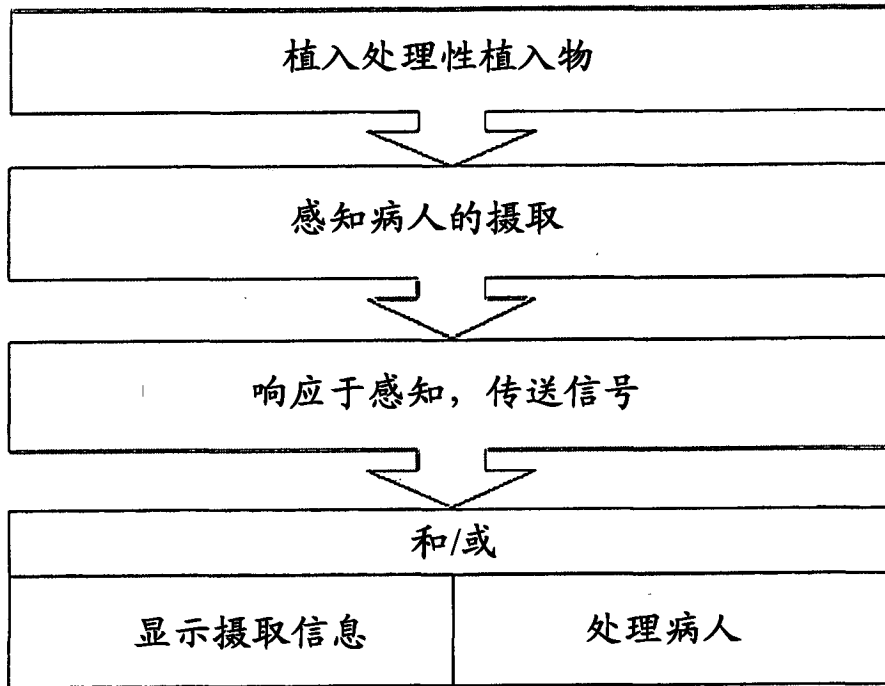 植入处理性植入物
感知病人的摄取
响应于感知，传送信号
和/或
显示摄取信息
处理病人